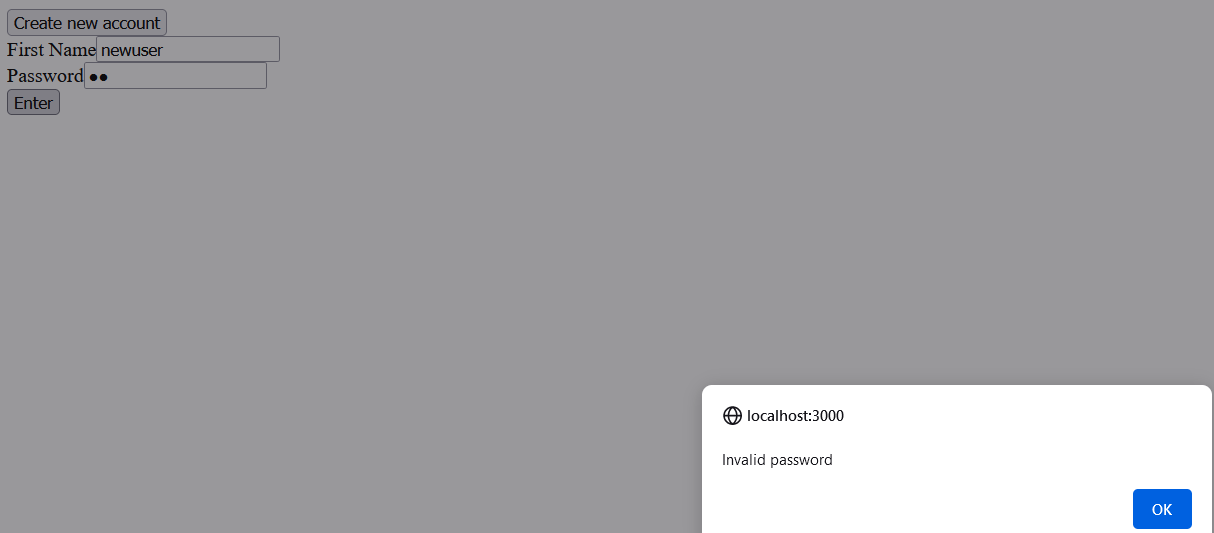 Create new account
First Name newuser
Password ●●
Enter
localhost:3000
Invalid password
OK